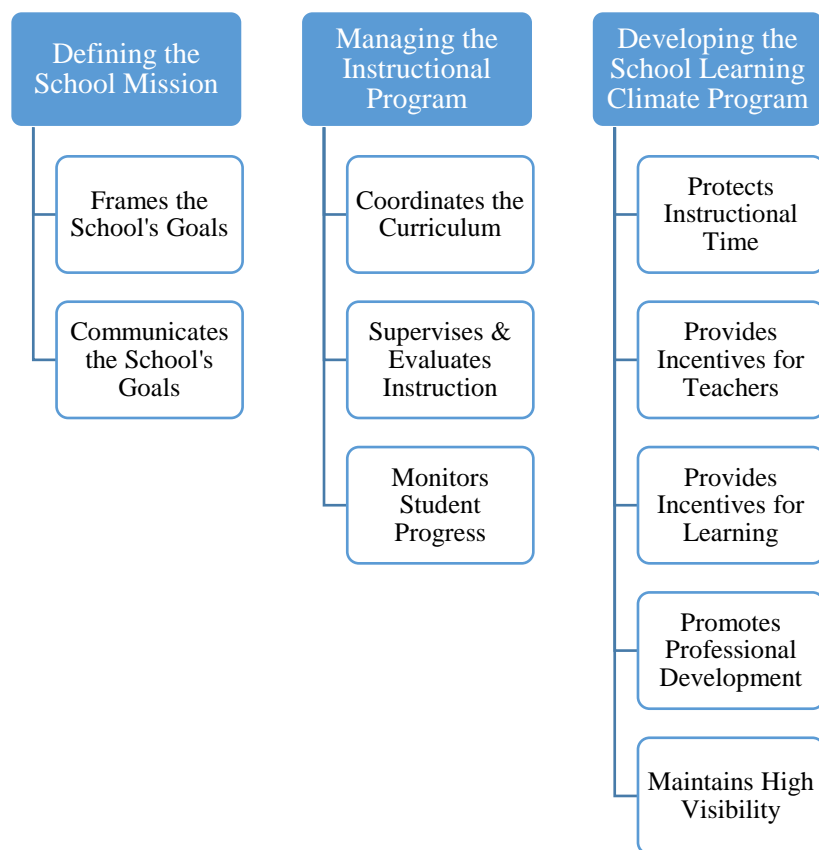 Defining the
School Mission
Frames the
School's Goals
Communicates
the School's
Goals
Managing the
Instructional
Program
Coordinates the
Curriculum
Supervises &
Evaluates
Instruction
Monitors
Student
Progress
Developing the
School Learning
Climate Program
Protects
Instructional
Time
Provides
Incentives for
Teachers
Provides
Incentives for
Learning
Promotes
Professional
Development
Maintains High
Visibility